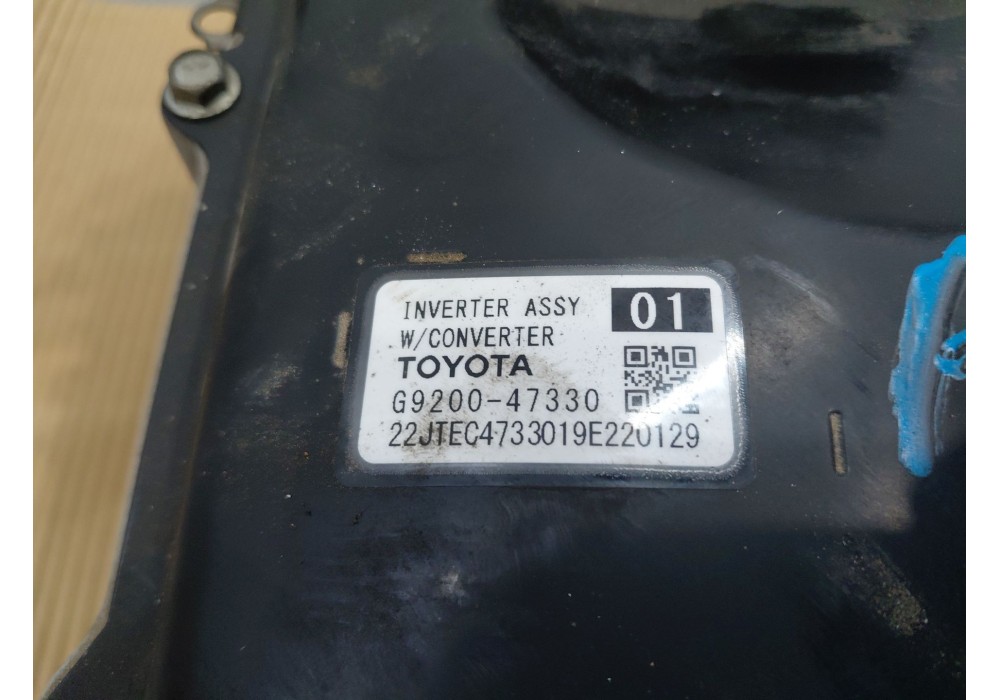 INVERTER ASSY 01
W/CONVERTER
TOYOTA
G9200-47330
22JTEC4733019E220129